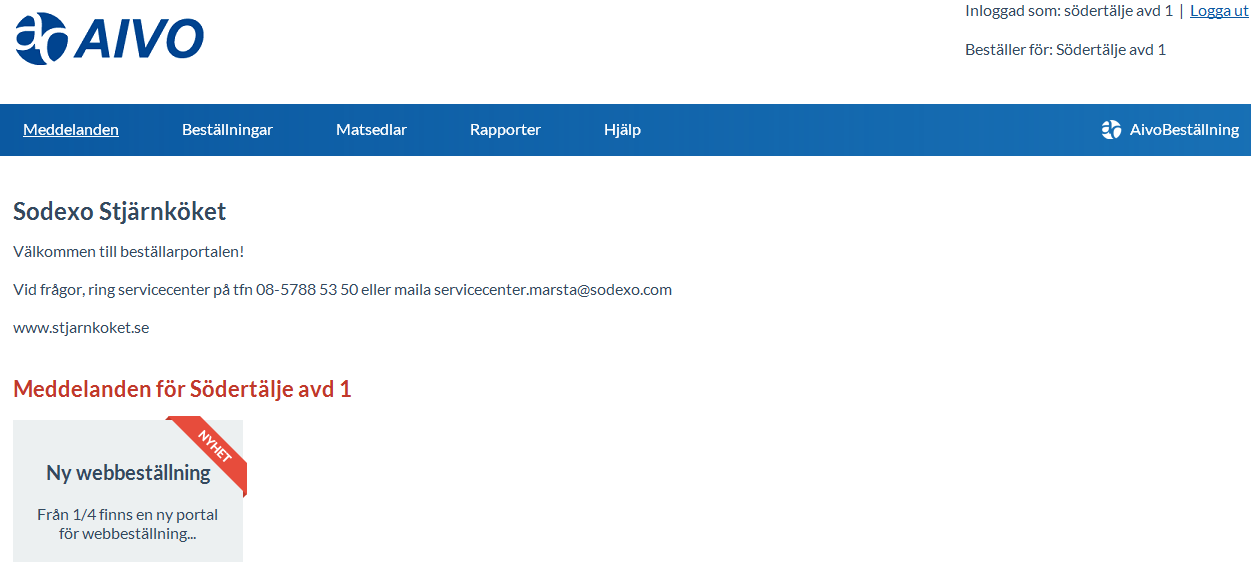 AIVO
Inloggad som: södertälje avd 1 | Logga ut
Beställer för: Södertälje avd 1
Meddelanden Beställningar Matsedlar Rapporter Hjälp AivoBeställning
Sodexo Stjärnköket
Välkommen till beställarportalen!
Vid frågor, ring servicecenter på tfn 08-5788 53 50 eller maila servicecenter.marsta@sodexo.com
www.stjarnkoket.se
Meddelanden för Södertälje avd 1
NYHET
Ny webbeställning
Från 1/4 finns en ny portal
för webbeställning...